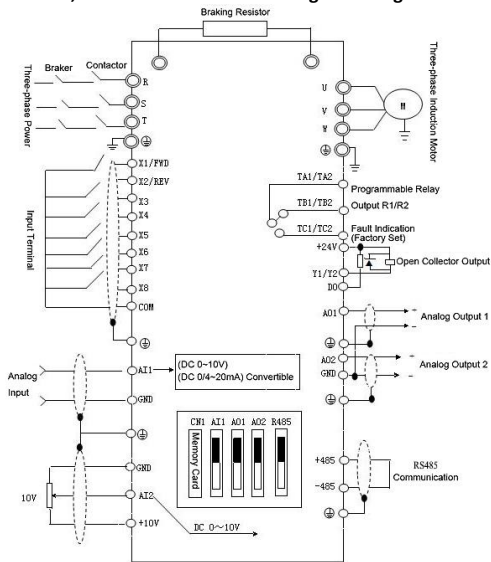 Braking Resistor
Braker
Contactor
Three-phase Power
R
S
T
U
V
W
M
Three-phase Induction Motor
X1/FWD
X2/REV
X3
X4
X5
X6
X7
X8
COM
Input Terminal
TA1/TA2
Programmable Relay
TB1/TB2
Output R1/R2
TC1/TC2
Fault Indication
(Factory Set)
+24V
Open Collector Output
Y1/Y2
DO
AO1
+
Analog Output 1
-
AO2
+
Analog Output 2
GND
-
Analog
Input
AI1
(DC 0~10V)
(DC 0/4~20mA) Convertible
GND
CN1 AI1 AO1 AO2 R485
Memory Card
GND
10V
AI2
+10V
DC 0~10V
+485
-485
RS485
Communication